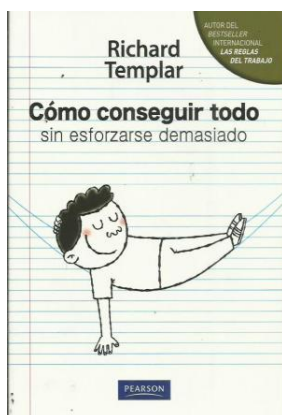 AUTOR DEL
BESTSELLER
INTERNACIONAL
LAS REGLAS
DEL TRABAJO
Richard
Templar
Cómo conseguir todo
sin esforzarse demasiado
PEARSON